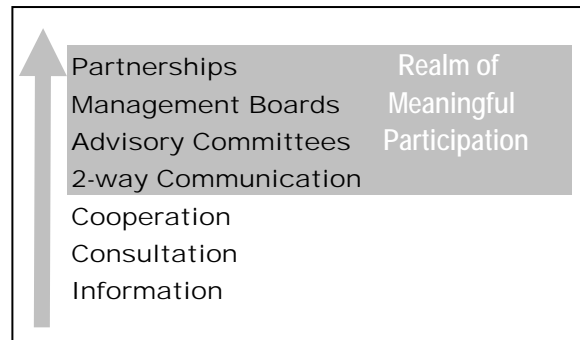 Partnerships
Management Boards
Advisory Committees
2-way Communication
Cooperation
Consultation
Information
Realm of
Meaningful
Participation